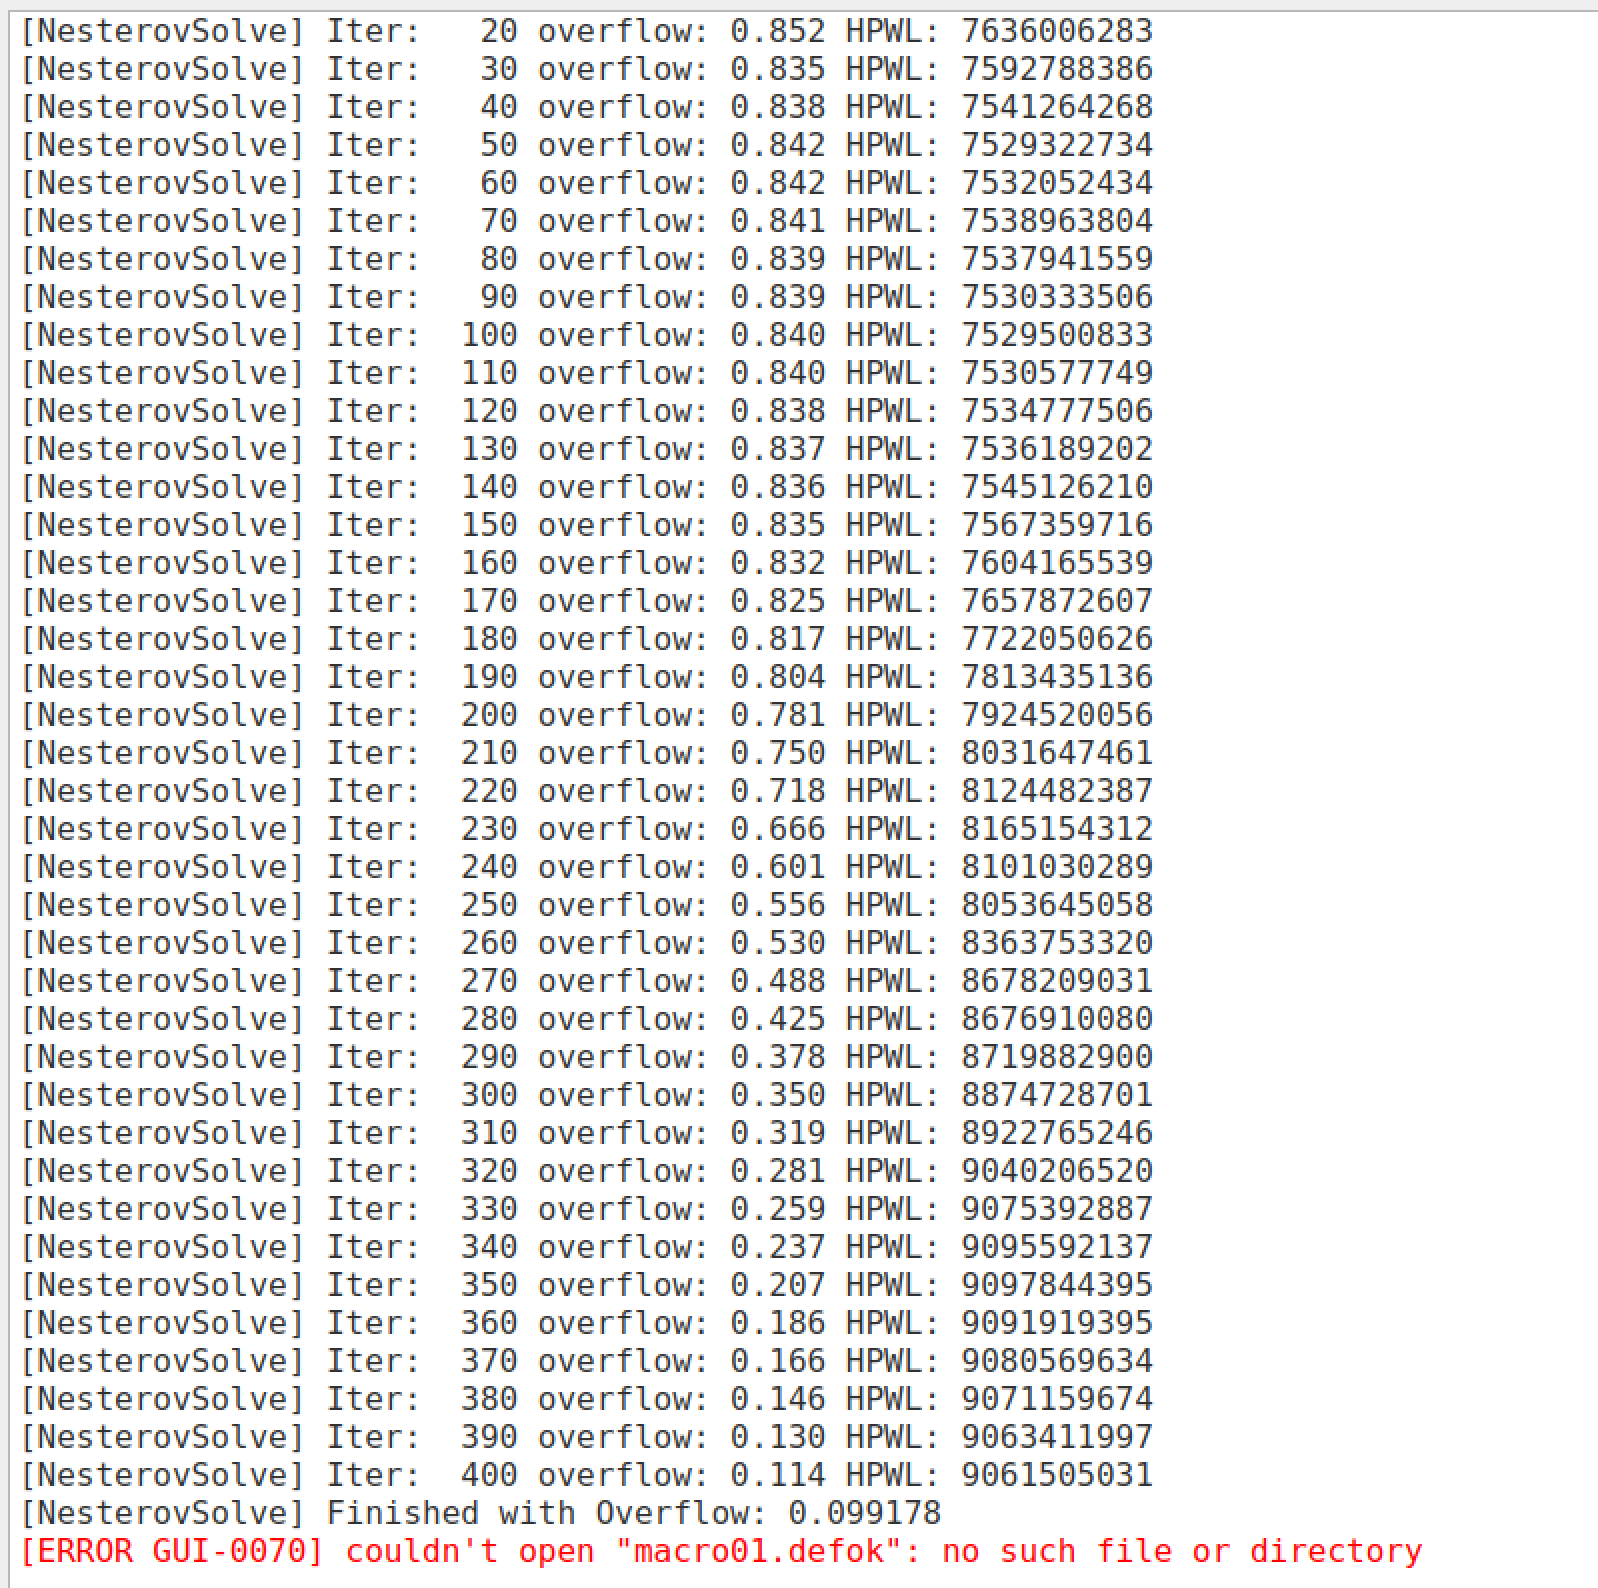 [NesterovSolve] Iter:   20 overflow: 0.852 HPWL: 7636006283
[NesterovSolve] Iter:   30 overflow: 0.835 HPWL: 7592788386
[NesterovSolve] Iter:   40 overflow: 0.838 HPWL: 7541264268
[NesterovSolve] Iter:   50 overflow: 0.842 HPWL: 7529322734
[NesterovSolve] Iter:   60 overflow: 0.842 HPWL: 7532052434
[NesterovSolve] Iter:   70 overflow: 0.841 HPWL: 7538963804
[NesterovSolve] Iter:   80 overflow: 0.839 HPWL: 7537941559
[NesterovSolve] Iter:   90 overflow: 0.839 HPWL: 7530333506
[NesterovSolve] Iter:  100 overflow: 0.840 HPWL: 7529500833
[NesterovSolve] Iter:  110 overflow: 0.840 HPWL: 7530577749
[NesterovSolve] Iter:  120 overflow: 0.838 HPWL: 7534777506
[NesterovSolve] Iter:  130 overflow: 0.837 HPWL: 7536189202
[NesterovSolve] Iter:  140 overflow: 0.836 HPWL: 7545126210
[NesterovSolve] Iter:  150 overflow: 0.835 HPWL: 7567359716
[NesterovSolve] Iter:  160 overflow: 0.832 HPWL: 7604165539
[NesterovSolve] Iter:  170 overflow: 0.825 HPWL: 7657872607
[NesterovSolve] Iter:  180 overflow: 0.817 HPWL: 7722050626
[NesterovSolve] Iter:  190 overflow: 0.804 HPWL: 7813435136
[NesterovSolve] Iter:  200 overflow: 0.781 HPWL: 7924520056
[NesterovSolve] Iter:  210 overflow: 0.750 HPWL: 8031647461
[NesterovSolve] Iter:  220 overflow: 0.718 HPWL: 8124482387
[NesterovSolve] Iter:  230 overflow: 0.666 HPWL: 8165154312
[NesterovSolve] Iter:  240 overflow: 0.601 HPWL: 8101030289
[NesterovSolve] Iter:  250 overflow: 0.556 HPWL: 8053645058
[NesterovSolve] Iter:  260 overflow: 0.530 HPWL: 8363753320
[NesterovSolve] Iter:  270 overflow: 0.488 HPWL: 8678209031
[NesterovSolve] Iter:  280 overflow: 0.425 HPWL: 8676910080
[NesterovSolve] Iter:  290 overflow: 0.378 HPWL: 8719882900
[NesterovSolve] Iter:  300 overflow: 0.350 HPWL: 8874728701
[NesterovSolve] Iter:  310 overflow: 0.319 HPWL: 8922765246
[NesterovSolve] Iter:  320 overflow: 0.281 HPWL: 9040206520
[NesterovSolve] Iter:  330 overflow: 0.259 HPWL: 9075392887
[NesterovSolve] Iter:  340 overflow: 0.237 HPWL: 9095592137
[NesterovSolve] Iter:  350 overflow: 0.207 HPWL: 9097844395
[NesterovSolve] Iter:  360 overflow: 0.186 HPWL: 9091919395
[NesterovSolve] Iter:  370 overflow: 0.166 HPWL: 9080569634
[NesterovSolve] Iter:  380 overflow: 0.146 HPWL: 9071159674
[NesterovSolve] Iter:  390 overflow: 0.130 HPWL: 9063411997
[NesterovSolve] Iter:  400 overflow: 0.114 HPWL: 9061505031
[NesterovSolve] Finished with Overflow: 0.099178
[ERROR GUI-0070] couldn't open "macro01.defok": no such file or directory